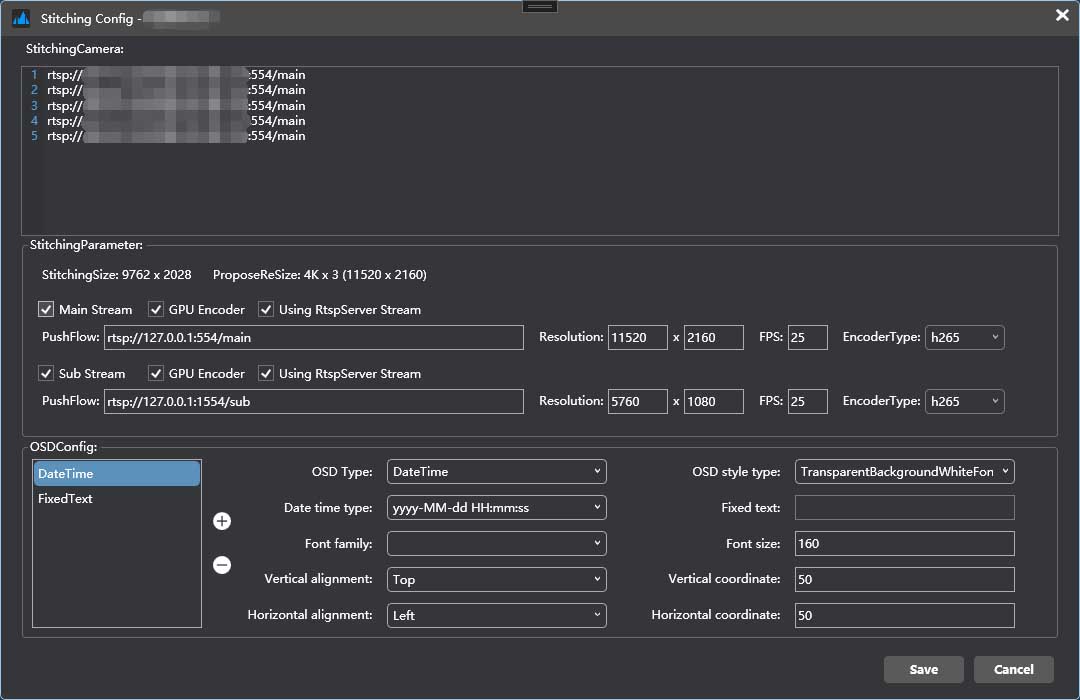 Stitching Config -
StitchingCamera:
1 rtsp:// :554/main
2 rtsp:// :554/main
3 rtsp:// :554/main
4 rtsp:// :554/main
5 rtsp:// :554/main
StitchingParameter:
StitchingSize: 9762 x 2028 ProposeReSize: 4K x 3 (11520 x 2160)
Main Stream GPU Encoder Using RtspServer Stream
PushFlow: rtsp://127.0.0.1:554/main Resolution: 11520 x 2160 FPS: 25 EncoderType: h265
Sub Stream GPU Encoder Using RtspServer Stream
PushFlow: rtsp://127.0.0.1:1554/sub Resolution: 5760 x 1080 FPS: 25 EncoderType: h265
OSDConfig:
DateTime OSD Type: DateTime OSD style type: TransparentBackgroundWhiteFon
FixedText Date time type: yyyy-MM-dd HH:mm:ss Fixed text:
Font family: Font size: 160
Vertical alignment: Top Vertical coordinate: 50
Horizontal alignment: Left Horizontal coordinate: 50
Save Cancel